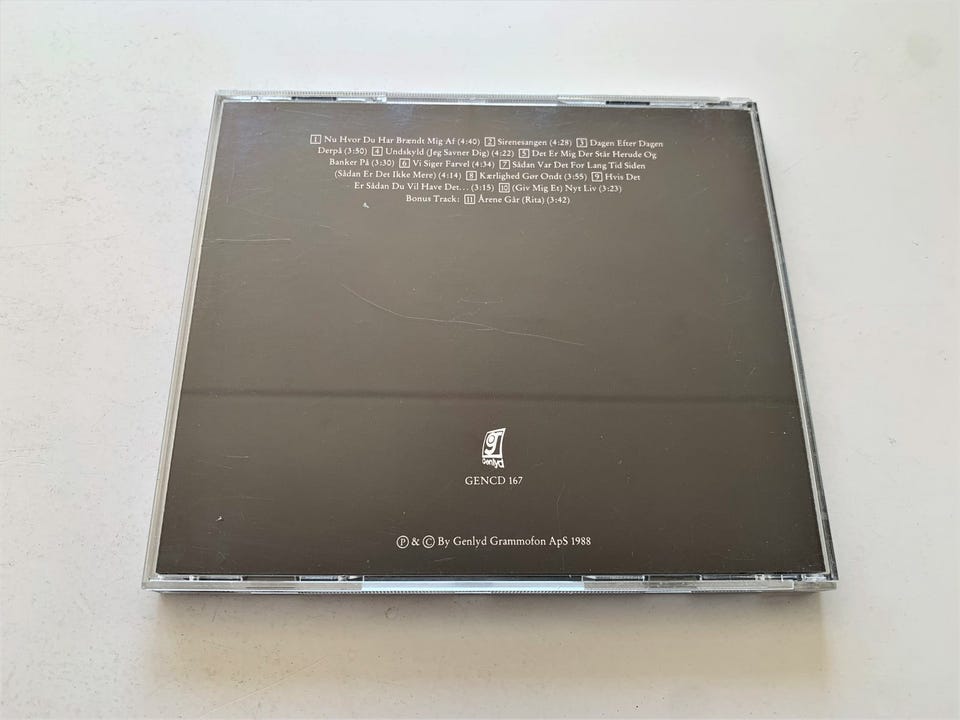 1 Nu Hvor Du Har Brændt Mig Af (4:40) 2 Sirenesangen (4:28) 3 Dagen Efter Dagen
Derpå (3:50) 4 Undskyld (Jeg Savner Dig) (4:22) 5 Det Er Mig Der Står Herude Og
Banker På (3:30) 6 Vi Siger Farvel (4:34) 7 Sådan Var Det For Lang Tid Siden
(Sådan Er Det Ikke Mere) (4:14) 8 Kærlighed Gør Ondt (3:55) 9 Hvis Det
Er Sådan Du Vil Have Det... (3:15) 10 (Giv Mig Et) Nyt Liv (3:23)
Bonus Track: 11 Årene Går (Rita) (3:42)
g
Genlyd
GENCD 167
Ⓟ & Ⓒ By Genlyd Grammofon ApS 1988